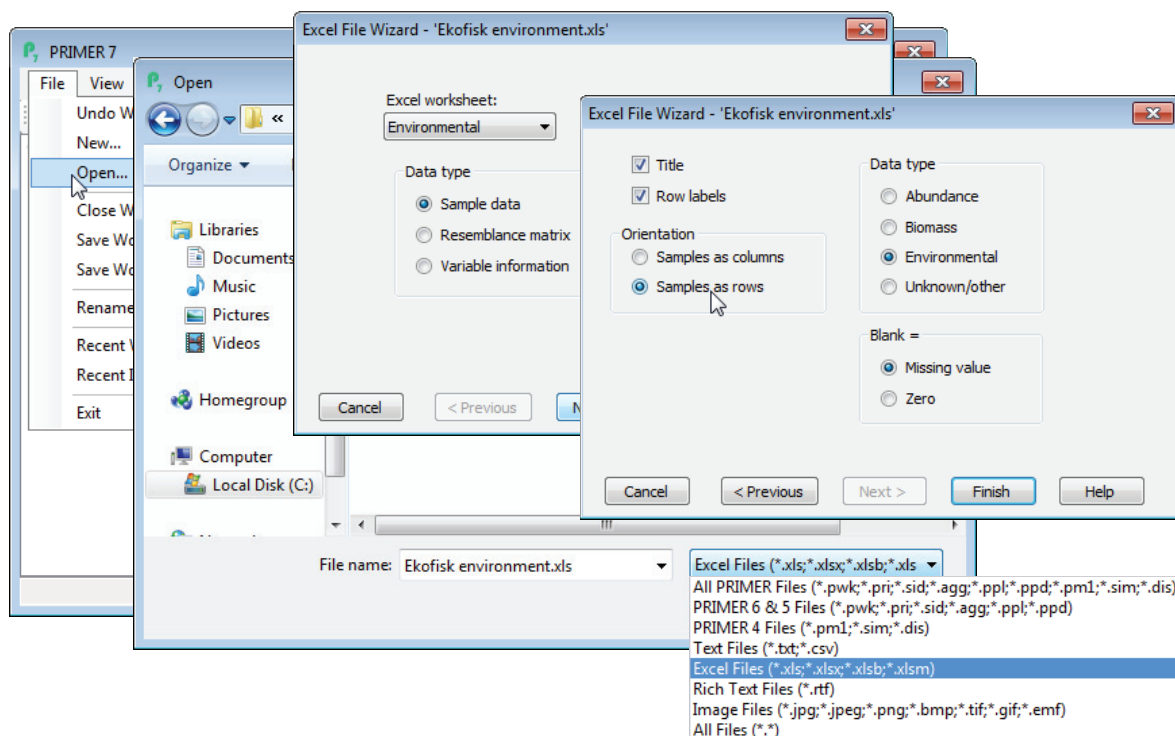 PRIMER 7
File View
Undo W
New...
Open...
Close W
Save Wo
Save Wo
Rename
Recent
Recent I
Exit
Open
«
Organize
Libraries
Documents
Music
Pictures
Videos
Homegroup
Computer
Local Disk (C:)
File name: Ekofisk environment.xls
Excel Files (*.xls;*.xlsx;*.xlsb;*.xls
All PRIMER Files (*.pwk;*.pri;*.sid;*.agg;*.ppl;*.ppd;*.pm1;*.sim;*.dis)
PRIMER 6 & 5 Files (*.pwk;*.pri;*.sid;*.agg;*.ppl;*.ppd)
PRIMER 4 Files (*.pm1;*.sim;*.dis)
Text Files (*.txt;*.csv)
Excel Files (*.xls;*.xlsx;*.xlsb;*.xlsm)
Rich Text Files (*.rtf)
Image Files (*.jpg;*.jpeg;*.png;*.bmp;*.tif;*.gif;*.emf)
All Files (*.*)
Excel File Wizard - 'Ekofisk environment.xls'
Excel worksheet:
Environmental
Data type
Sample data
Resemblance matrix
Variable information
Cancel < Previous N
Excel File Wizard - 'Ekofisk environment.xls'
Title
Row labels
Orientation
Samples as columns
Samples as rows
Data type
Abundance
Biomass
Environmental
Unknown/other
Blank =
Missing value
Zero
Cancel < Previous Next > Finish Help